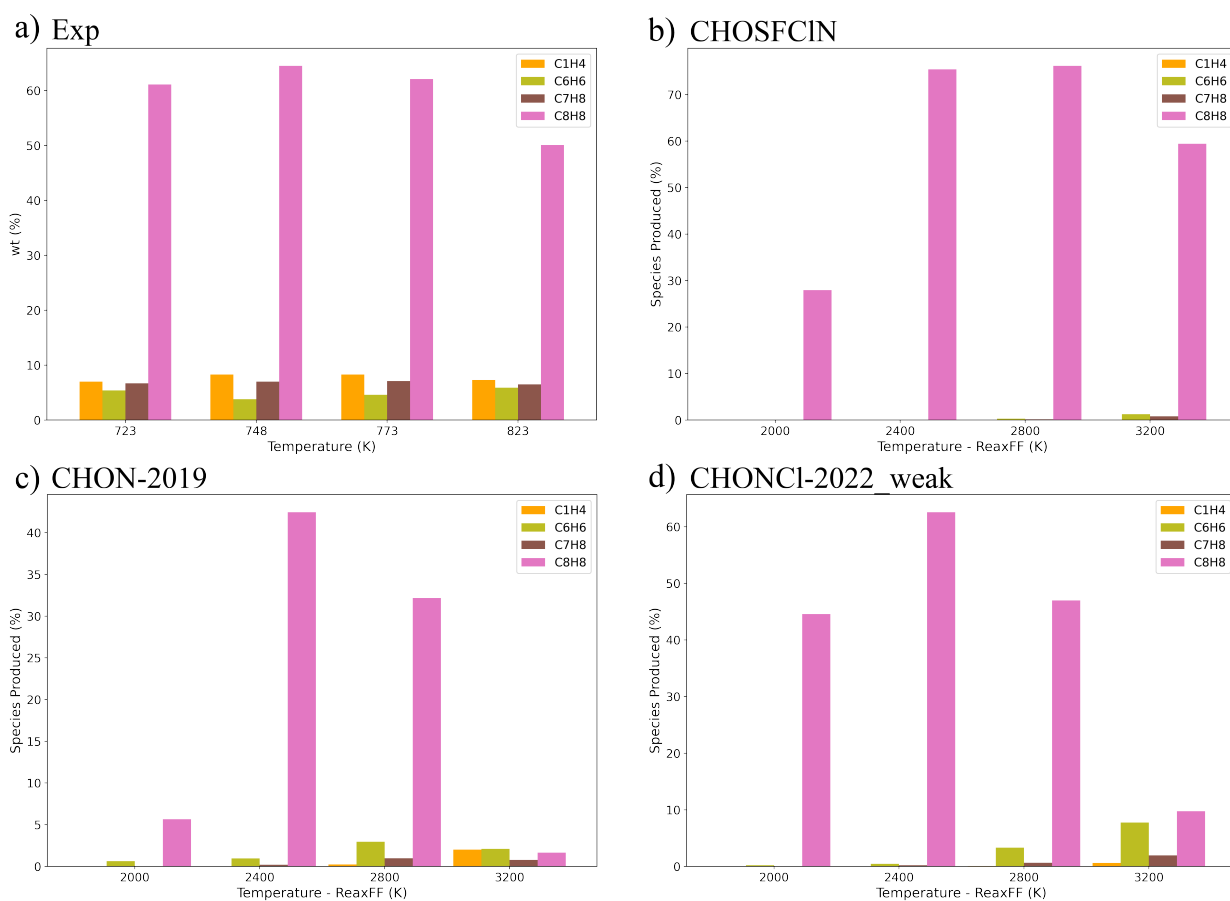 a) Exp
C1H4
C6H6
C7H8
C8H8
wt (%)
60
50
40
30
20
10
0
723 748 773 823
Temperature (K)
b) CHOSFClN
C1H4
C6H6
C7H8
C8H8
Species Produced (%)
70
60
50
40
30
20
10
0
2000 2400 2800 3200
Temperature - ReaxFF (K)
c) CHON-2019
C1H4
C6H6
C7H8
C8H8
Species Produced (%)
40
35
30
25
20
15
10
5
0
2000 2400 2800 3200
Temperature - ReaxFF (K)
d) CHONCl-2022_weak
C1H4
C6H6
C7H8
C8H8
Species Produced (%)
60
50
40
30
20
10
0
2000 2400 2800 3200
Temperature - ReaxFF (K)